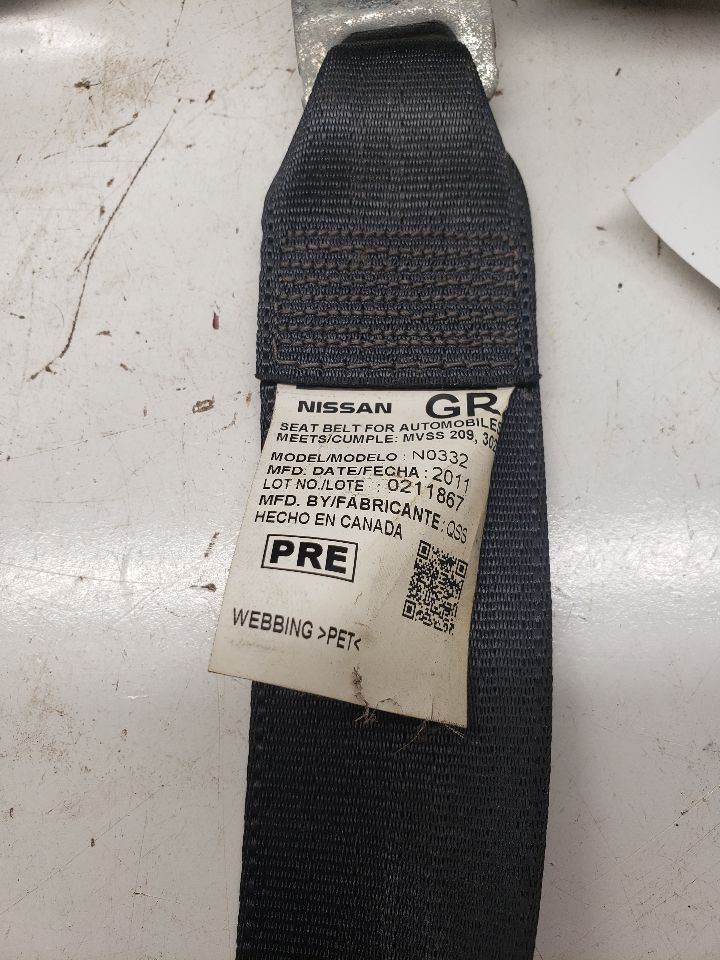 NISSAN GR
SEAT BELT FOR AUTOMOBILES
MEETS/CUMPLE: MVSS 209, 302
MODEL/MODELO : N0332
MFD. DATE/FECHA : 2011
LOT NO./LOTE : 0211867
MFD. BY/FABRICANTE: QSS
HECHO EN CANADA
PRE
WEBBING >PET<